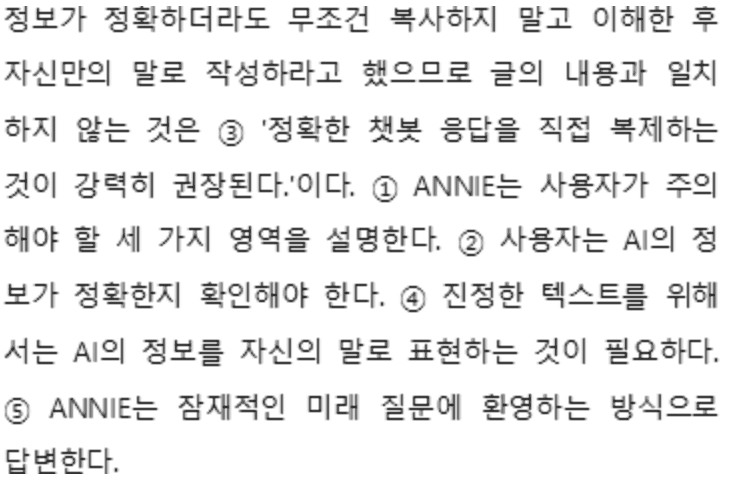 정보가 정확하더라도 무조건 복사하지 말고 이해한 후
자신만의 말로 작성하라고 했으므로 글의 내용과 일치
하지 않는 것은 ③ '정확한 챗봇 응답을 직접 복제하는
것이 강력히 권장된다.'이다. ① ANNIE는 사용자가 주의
해야 할 세 가지 영역을 설명한다. ② 사용자는 AI의 정
보가 정확한지 확인해야 한다. ④ 진정한 텍스트를 위해
서는 AI의 정보를 자신의 말로 표현하는 것이 필요하다.
⑤ ANNIE는 잠재적인 미래 질문에 환영하는 방식으로
답변한다.